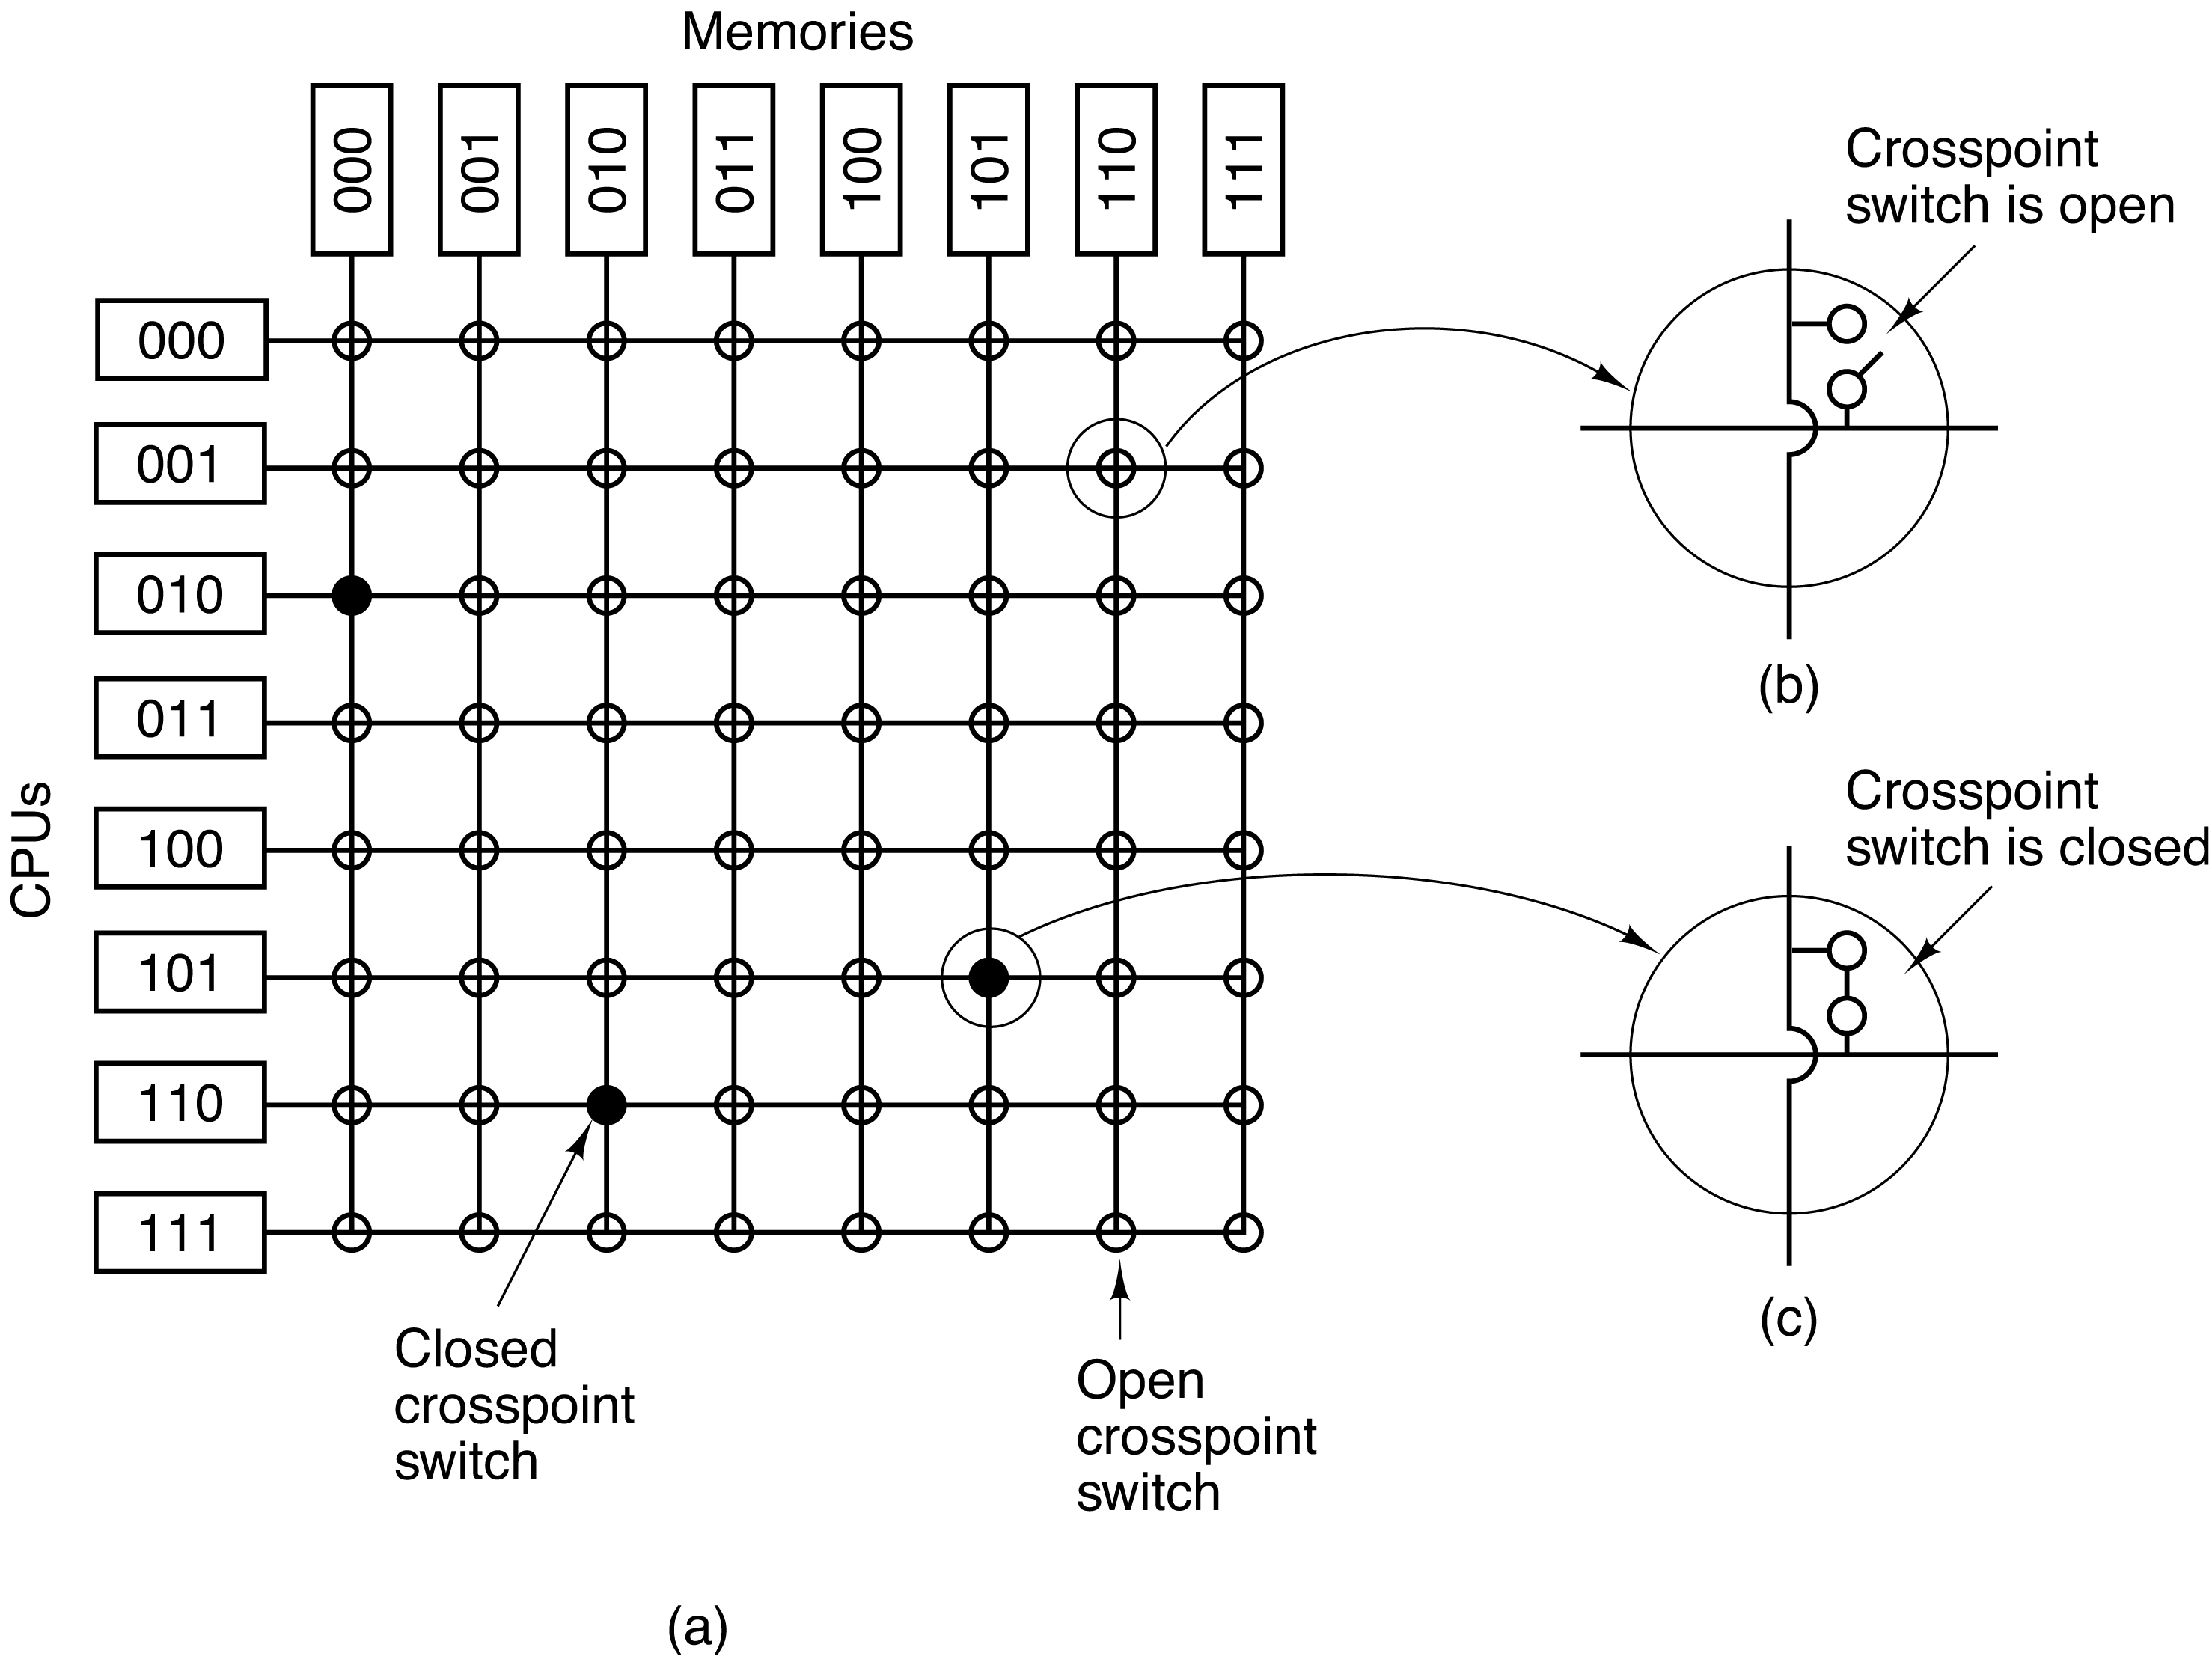 Memories
000
001
010
011
100
101
110
111
CPUs
000
001
010
011
100
101
110
111
Closed
crosspoint
switch
Open
crosspoint
switch
(a)
Crosspoint
switch is open
(b)
Crosspoint
switch is closed
(c)